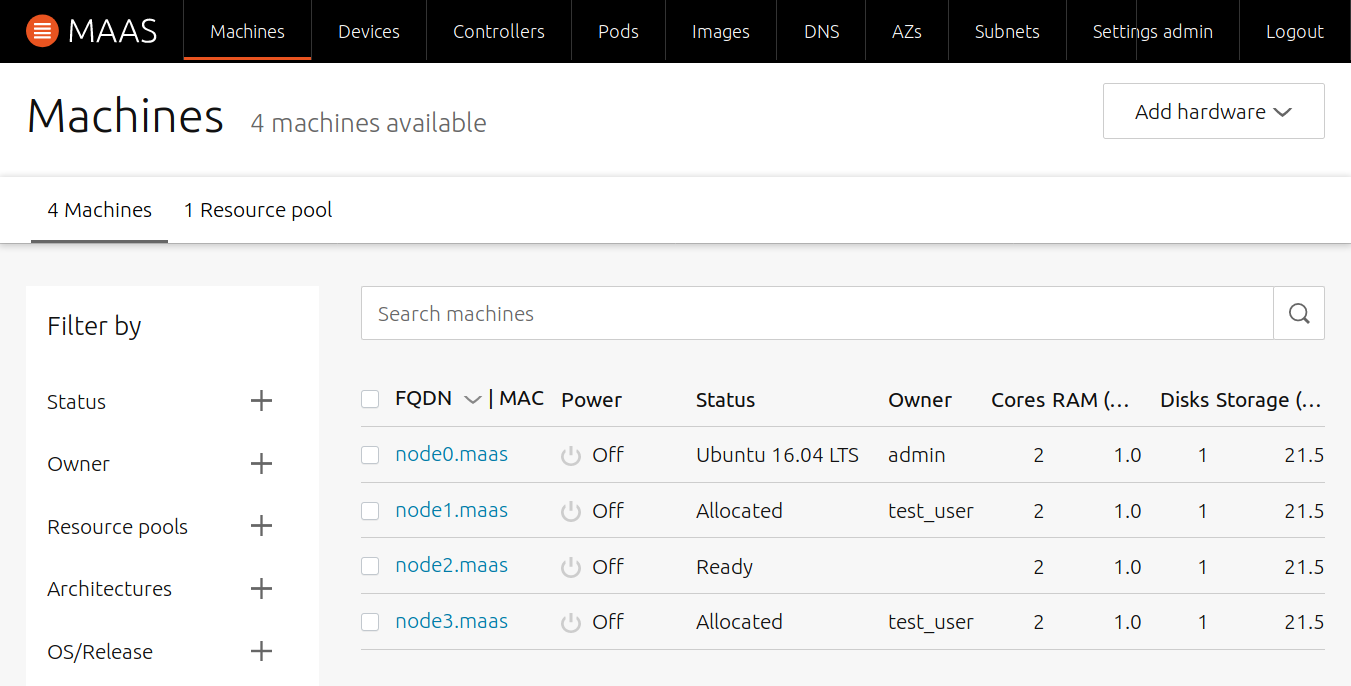 MAAS Machines Devices Controllers Pods Images DNS AZs Subnets Settings admin Logout
Machines 4 machines available Add hardware
4 Machines 1 Resource pool
Filter by
Status
Owner
Resource pools
Architectures
OS/Release
Search machines
FQDN | MAC Power Status Owner Cores RAM (... Disks Storage (...
node0.maas Off Ubuntu 16.04 LTS admin 2 1.0 1 21.5
node1.maas Off Allocated test_user 2 1.0 1 21.5
node2.maas Off Ready 2 1.0 1 21.5
node3.maas Off Allocated test_user 2 1.0 1 21.5